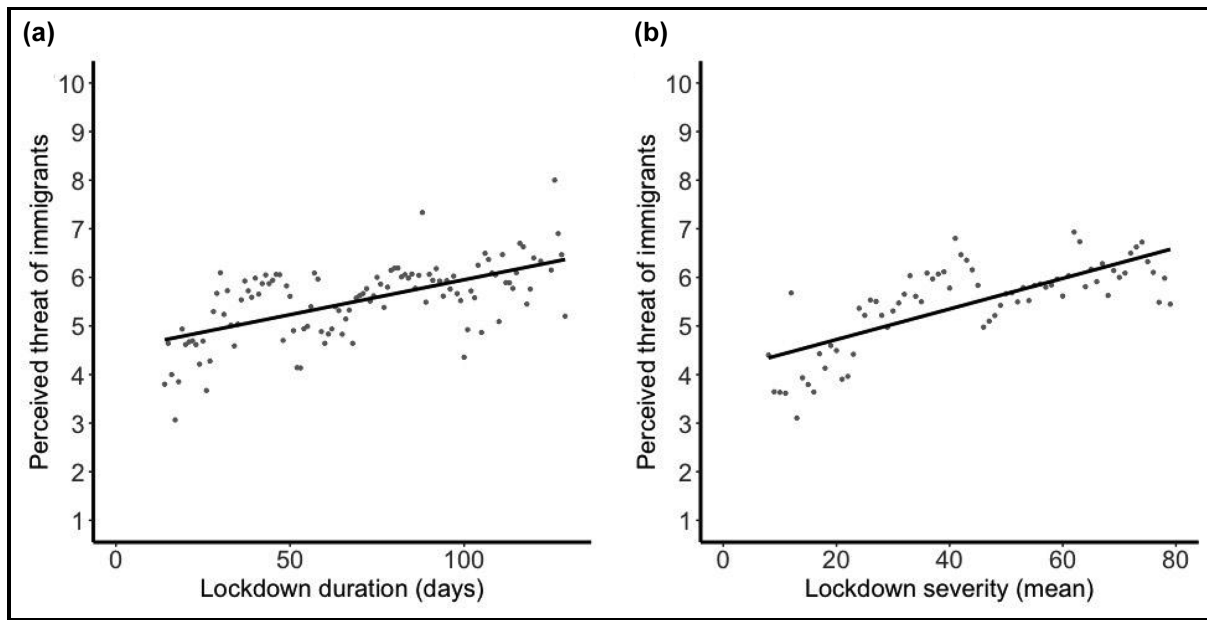 (a)
Perceived threat of immigrants
10
9
8
7
6
5
4
3
2
1
0 50 100
Lockdown duration (days)
(b)
Perceived threat of immigrants
10
9
8
7
6
5
4
3
2
1
0 20 40 60 80
Lockdown severity (mean)